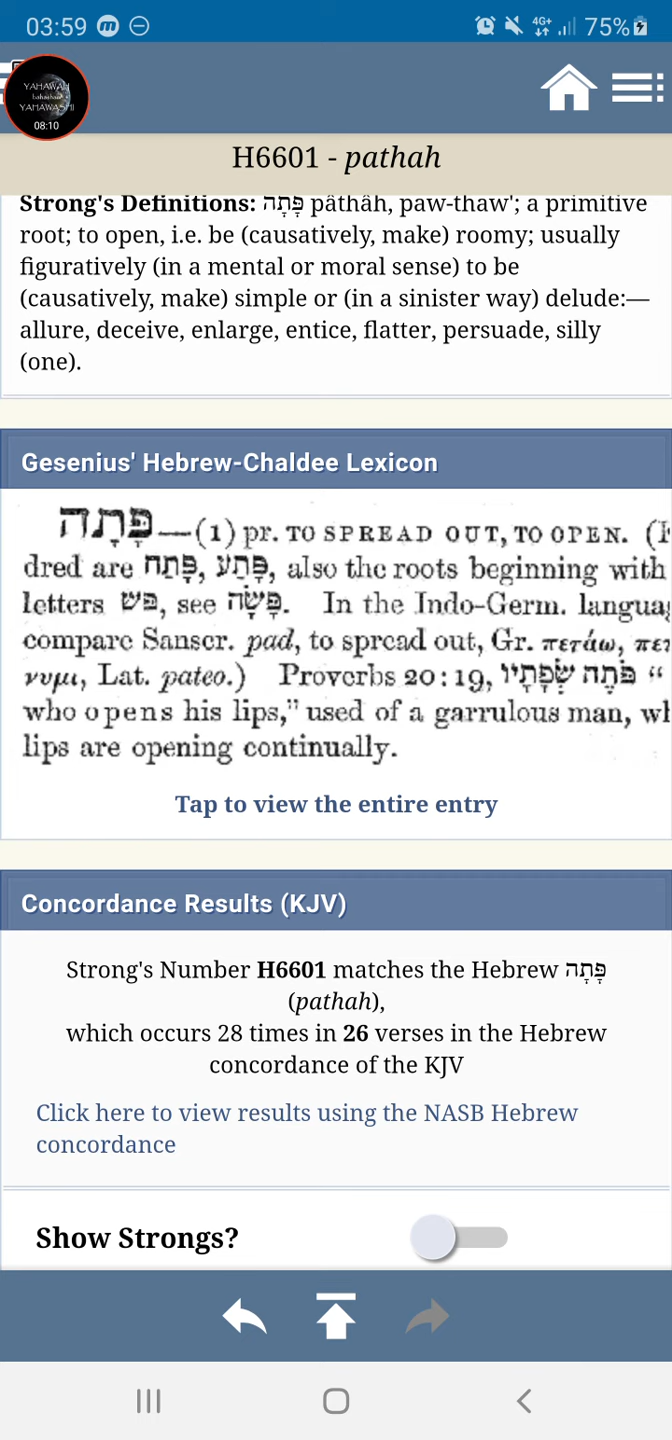 03:59
4G+
75%
YAHAWAH
bahasham
YAHAWASHI
08:10
H6601 - pathah
Strong's Definitions: פָּתָה pâthâh, paw-thaw'; a primitive
root; to open, i.e. be (causatively, make) roomy; usually
figuratively (in a mental or moral sense) to be
(causatively, make) simple or (in a sinister way) delude:—
allure, deceive, enlarge, entice, flatter, persuade, silly
(one).
Gesenius' Hebrew-Chaldee Lexicon
פָּתָה—(1) pr. TO SPREAD OUT, TO OPEN.
dred are פָּתַח, פָּתַע, also the roots beginning with
letters פש, see פָּשָׂה. In the Indo-Germ.
compare Sanscr. pad, to spread out, Gr. πετάω,
νυμι, Lat. pateo.) Proverbs 20:19, פֹּתֶה שְׂפָתָיו “
who opens his lips,” used of a garrulous man,
lips are opening continually.
Tap to view the entire entry
Concordance Results (KJV)
Strong's Number H6601 matches the Hebrew פָּתָה
(pathah),
which occurs 28 times in 26 verses in the Hebrew
concordance of the KJV
Click here to view results using the NASB Hebrew
concordance
Show Strongs?